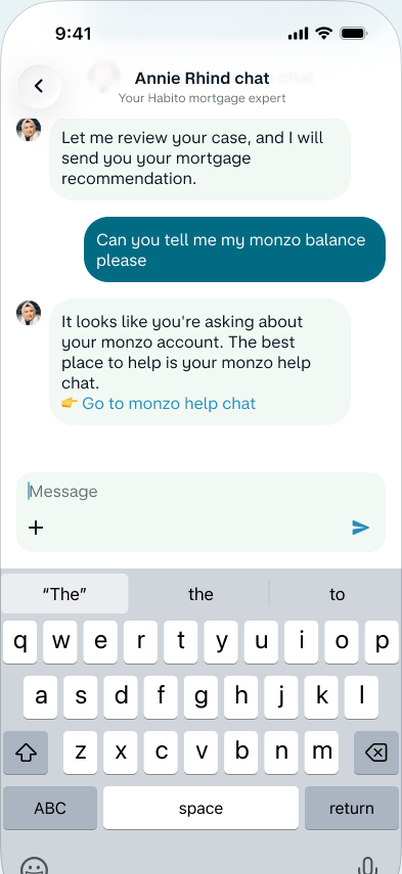 9:41
Annie Rhind chat
Your Habito mortgage expert
Let me review your case, and I will
send you your mortgage
recommendation.
Can you tell me my monzo balance
please
It looks like you're asking about
your monzo account. The best
place to help is your monzo help
chat.
👉 Go to monzo help chat
Message
“The” the to
q w e r t y u i o p
a s d f g h j k l
z x c v b n m
ABC space return